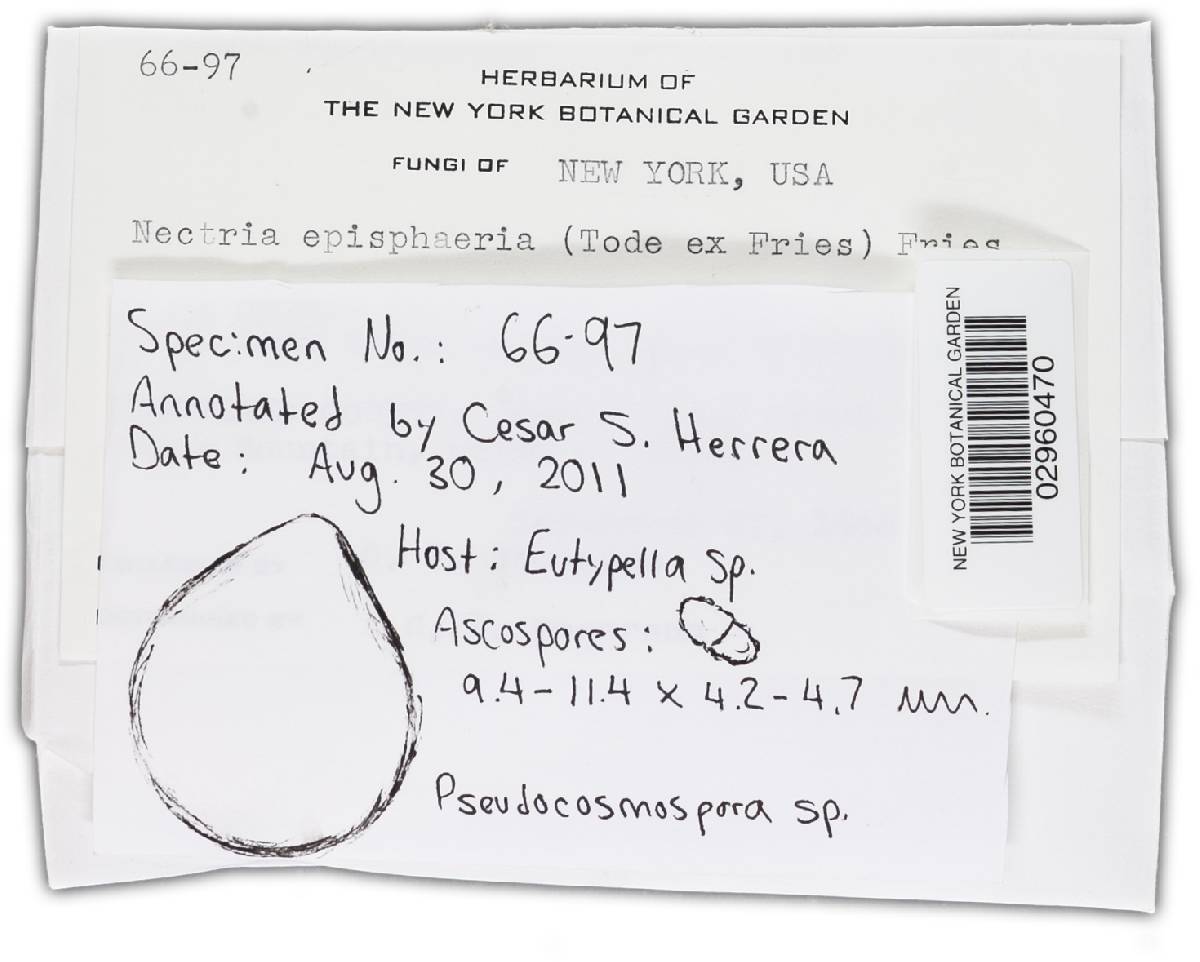 66-97
HERBARIUM OF
THE NEW YORK BOTANICAL GARDEN
FUNGI OF NEW YORK, USA
Nectria episphaeria (Tode ex Fries) Fries
Specimen No.: 66-97
Annotated by Cesar S. Herrera
Date: Aug. 30, 2011
Host: Eutypella sp.
Ascospores:
9.4-11.4 x 4.2-4.7 µm.
Pseudocosmospora sp.
NEW YORK BOTANICAL GARDEN
02960470